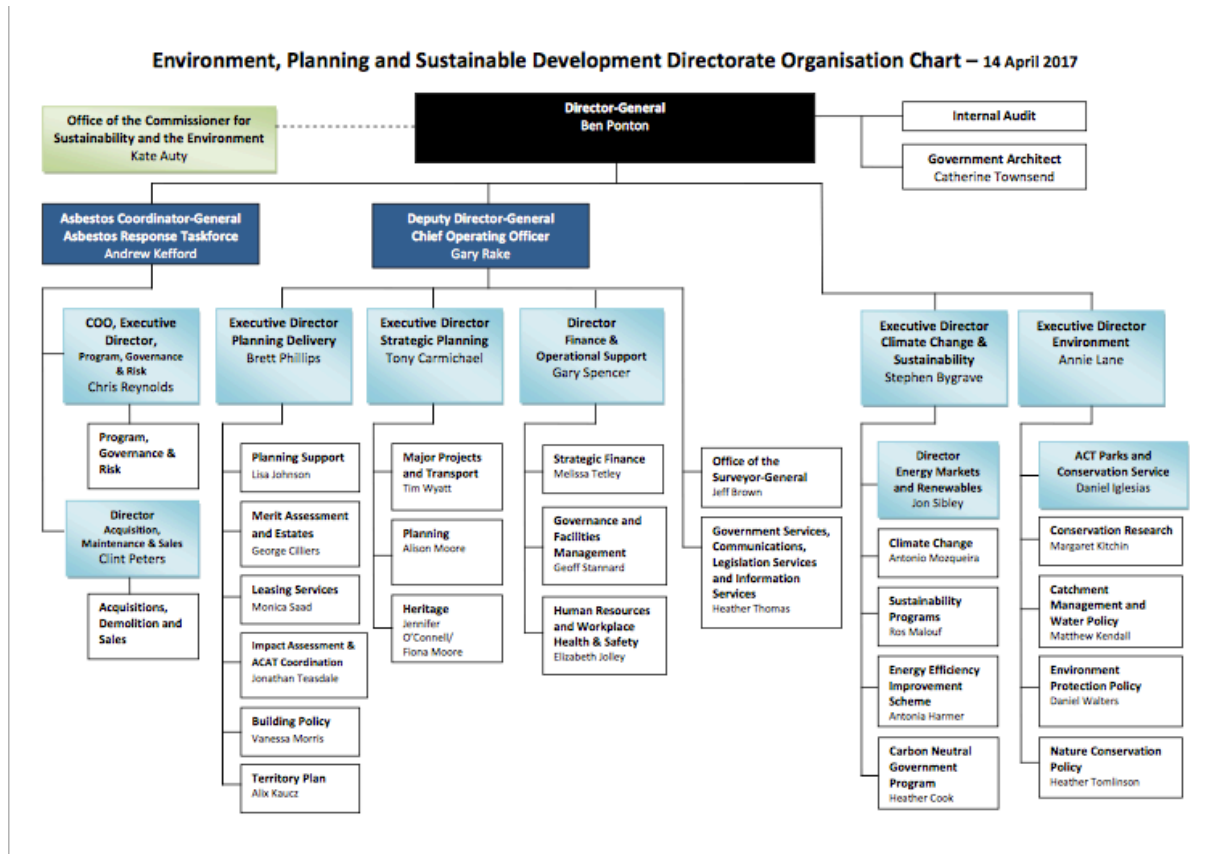 Environment, Planning and Sustainable Development Directorate Organisation Chart – 14 April 2017
Office of the Commissioner for
Sustainability and the Environment
Kate Auty
Director-General
Ben Ponton
Internal Audit
Government Architect
Catherine Townsend
Asbestos Coordinator-General
Asbestos Response Taskforce
Andrew Kefford
Deputy Director-General
Chief Operating Officer
Gary Rake
COO, Executive
Director,
Program, Governance
& Risk
Chris Reynolds
Executive Director
Planning Delivery
Brett Phillips
Executive Director
Strategic Planning
Tony Carmichael
Director
Finance &
Operational Support
Gary Spencer
Executive Director
Climate Change &
Sustainability
Stephen Bygrave
Executive Director
Environment
Annie Lane
Program,
Governance &
Risk
Director
Acquisition,
Maintenance & Sales
Clint Peters
Acquisitions,
Demolition and
Sales
Planning Support
Lisa Johnson
Merit Assessment
and Estates
George Cilliers
Leasing Services
Monica Saad
Impact Assessment &
ACAT Coordination
Jonathan Teasdale
Building Policy
Vanessa Morris
Territory Plan
Alix Kaucz
Major Projects
and Transport
Tim Wyatt
Planning
Alison Moore
Heritage
Jennifer
O'Connell/
Fiona Moore
Strategic Finance
Melissa Tetley
Governance and
Facilities
Management
Geoff Stannard
Human Resources
and Workplace
Health & Safety
Elizabeth Jolley
Office of the
Surveyor-General
Jeff Brown
Government Services,
Communications,
Legislation Services
and Information
Services
Heather Thomas
Director
Energy Markets
and Renewables
Jon Sibley
Climate Change
Antonio Mozqueira
Sustainability
Programs
Ros Malouf
Energy Efficiency
Improvement
Scheme
Antonia Harmer
Carbon Neutral
Government
Program
Heather Cook
ACT Parks and
Conservation Service
Daniel Iglesias
Conservation Research
Margaret Kitchin
Catchment
Management and
Water Policy
Matthew Kendall
Environment
Protection Policy
Daniel Walters
Nature Conservation
Policy
Heather Tomlinson